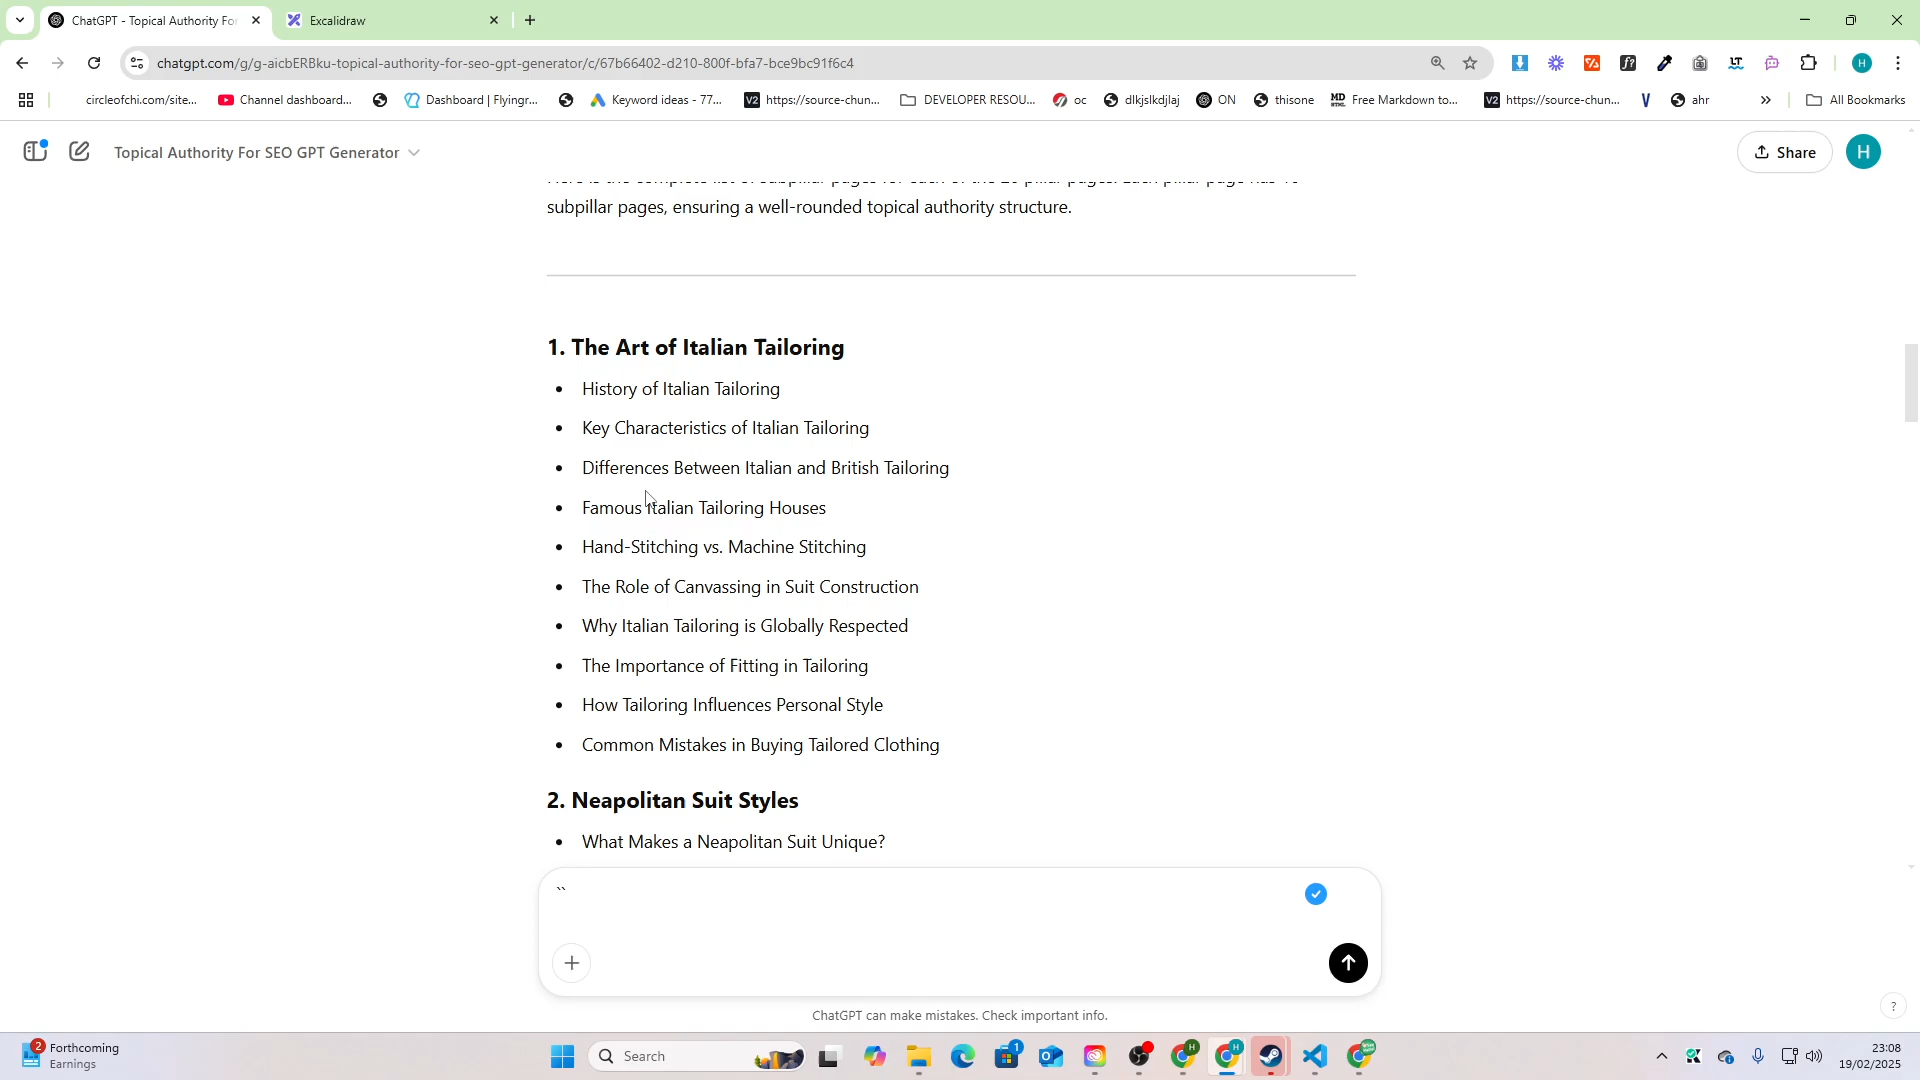 ChatGPT - Topical Authority Fo
Excalidraw
chatgpt.com/g/g-aicbERBku-topical-authority-for-seo-gpt-generator/c/67b66402-d210-800f-bfa7-bce9bc91f6c4
circleofchi.com/site...
Channel dashboard...
Dashboard | Flyingr...
Keyword ideas - 77...
https://source-chun...
DEVELOPER RESOU...
oc
dlkjslkdjlaj
ON
thisone
Free Markdown to...
https://source-chun...
ahr
All Bookmarks
Topical Authority For SEO GPT Generator
Share
H
subpillar pages, ensuring a well-rounded topical authority structure.
1. The Art of Italian Tailoring
• History of Italian Tailoring
• Key Characteristics of Italian Tailoring
• Differences Between Italian and British Tailoring
• Famous Italian Tailoring Houses
• Hand-Stitching vs. Machine Stitching
• The Role of Canvassing in Suit Construction
• Why Italian Tailoring is Globally Respected
• The Importance of Fitting in Tailoring
• How Tailoring Influences Personal Style
• Common Mistakes in Buying Tailored Clothing
2. Neapolitan Suit Styles
• What Makes a Neapolitan Suit Unique?
``
ChatGPT can make mistakes. Check important info.
?
2
Forthcoming
Earnings
Search
23:08
19/02/2025